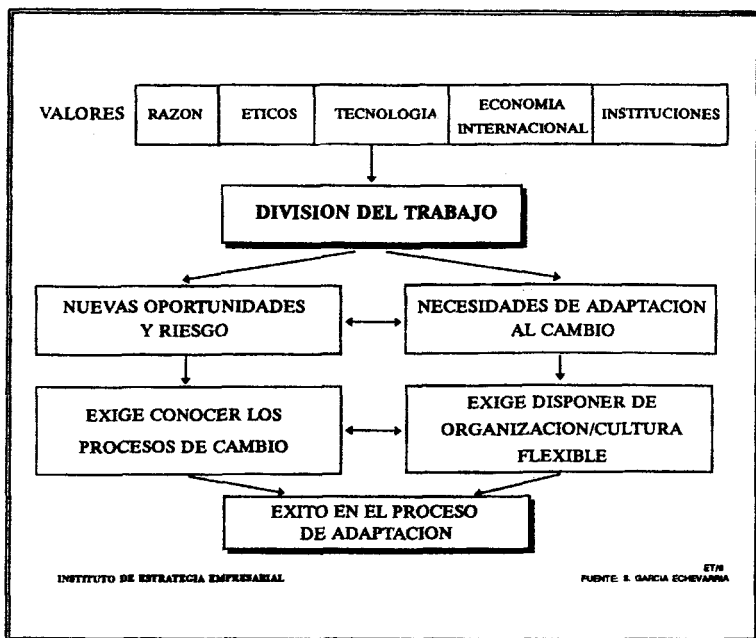 VALORES RAZON ETICOS TECNOLOGIA ECONOMIA INTERNACIONAL INSTITUCIONES
DIVISION DEL TRABAJO
NUEVAS OPORTUNIDADES
Y RIESGO
NECESIDADES DE ADAPTACION
AL CAMBIO
EXIGE CONOCER LOS
PROCESOS DE CAMBIO
EXIGE DISPONER DE
ORGANIZACION/CULTURA
FLEXIBLE
EXITO EN EL PROCESO
DE ADAPTACION
INSTITUTO DE ESTRATEGIA EMPRESARIAL
FUENTE: S. GARCIA ECHEVARRIA